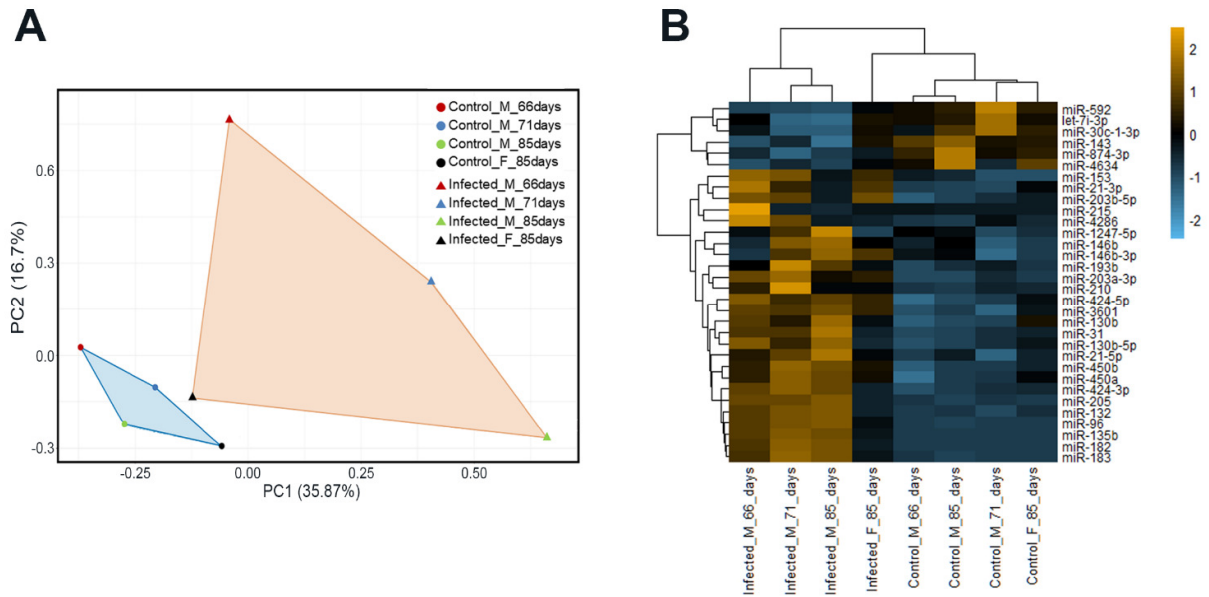 A
B
Control_M_66days
Control_M_71days
Control_M_85days
Control_F_85days
Infected_M_66days
Infected_M_71days
Infected_M_85days
Infected_F_85days
0.6
0.3
0.0
-0.3
PC2 (16.7%)
-0.25
0.00
0.25
0.50
PC1 (35.87%)
miR-592
let-7i-3p
miR-30c-1-3p
miR-143
miR-874-3p
miR-4634
miR-153
miR-21-3p
miR-203b-5p
miR-215
miR-4286
miR-1247-5p
miR-146b
miR-146b-3p
miR-193b
miR-203a-3p
miR-210
miR-424-5p
miR-3601
miR-130b
miR-31
miR-130b-5p
miR-21-5p
miR-450b
miR-450a
miR-424-3p
miR-205
miR-132
miR-96
miR-135b
miR-182
miR-183
Infected_M_66_days
Infected_M_71_days
Infected_M_85_days
Infected_F_85_days
Control_M_66_days
Control_M_85_days
Control_M_71_days
Control_F_85_days
2
1
0
-1
-2